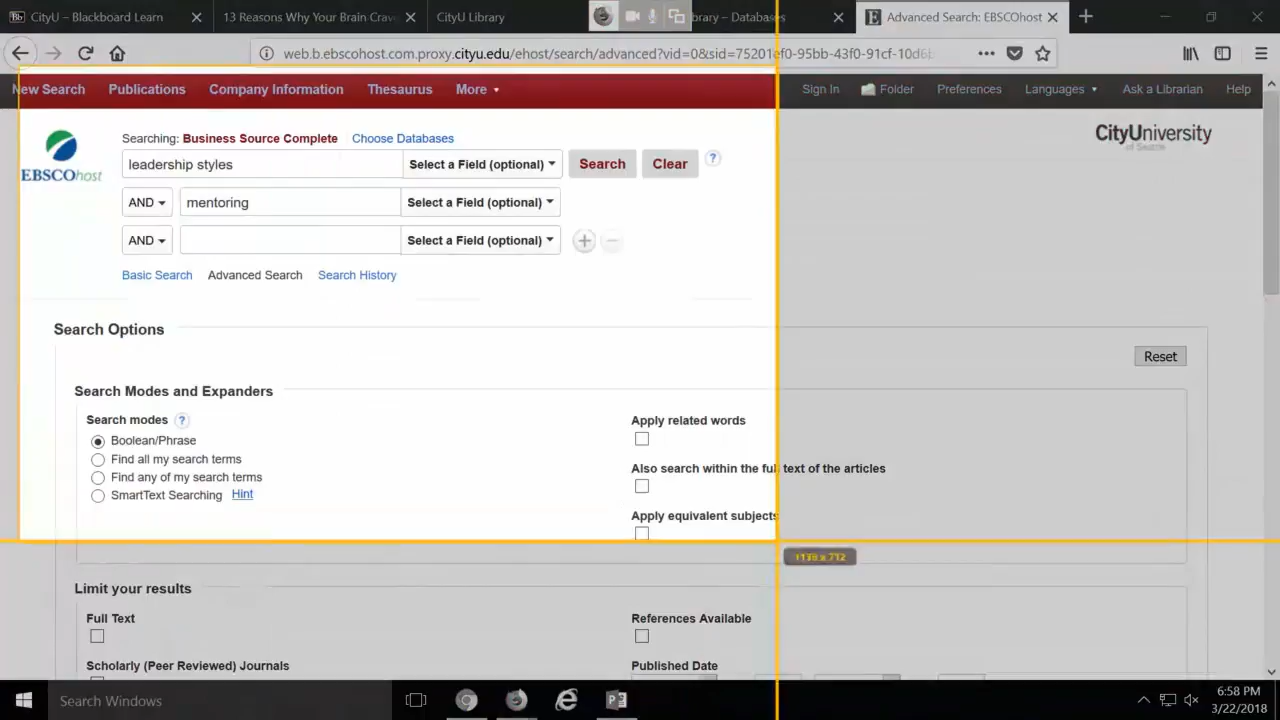 CityU – Blackboard Learn
13 Reasons Why Your Brain Crav
CityU Library
brary – Databases
Advanced Search: EBSCOhost
web.b.ebscohost.com.proxy.cityu.edu/ehost/search/advanced?vid=0&sid=75201ef0-95bb-43f0-91cf-10d6b
New Search Publications Company Information Thesaurus More Sign In Folder Preferences Languages Ask a Librarian Help
Searching: Business Source Complete Choose Databases
CityUniversity
of Seattle
EBSCOhost
leadership styles Select a Field (optional) Search Clear ?
AND mentoring Select a Field (optional)
AND Select a Field (optional)
Basic Search Advanced Search Search History
Search Options
Reset
Search Modes and Expanders
Search modes ?
Boolean/Phrase
Find all my search terms
Find any of my search terms
SmartText Searching Hint
Apply related words
Also search within the full text of the articles
Apply equivalent subjects
1138 x 712
Limit your results
Full Text
References Available
Scholarly (Peer Reviewed) Journals
Published Date
Search Windows
6:58 PM
3/22/2018